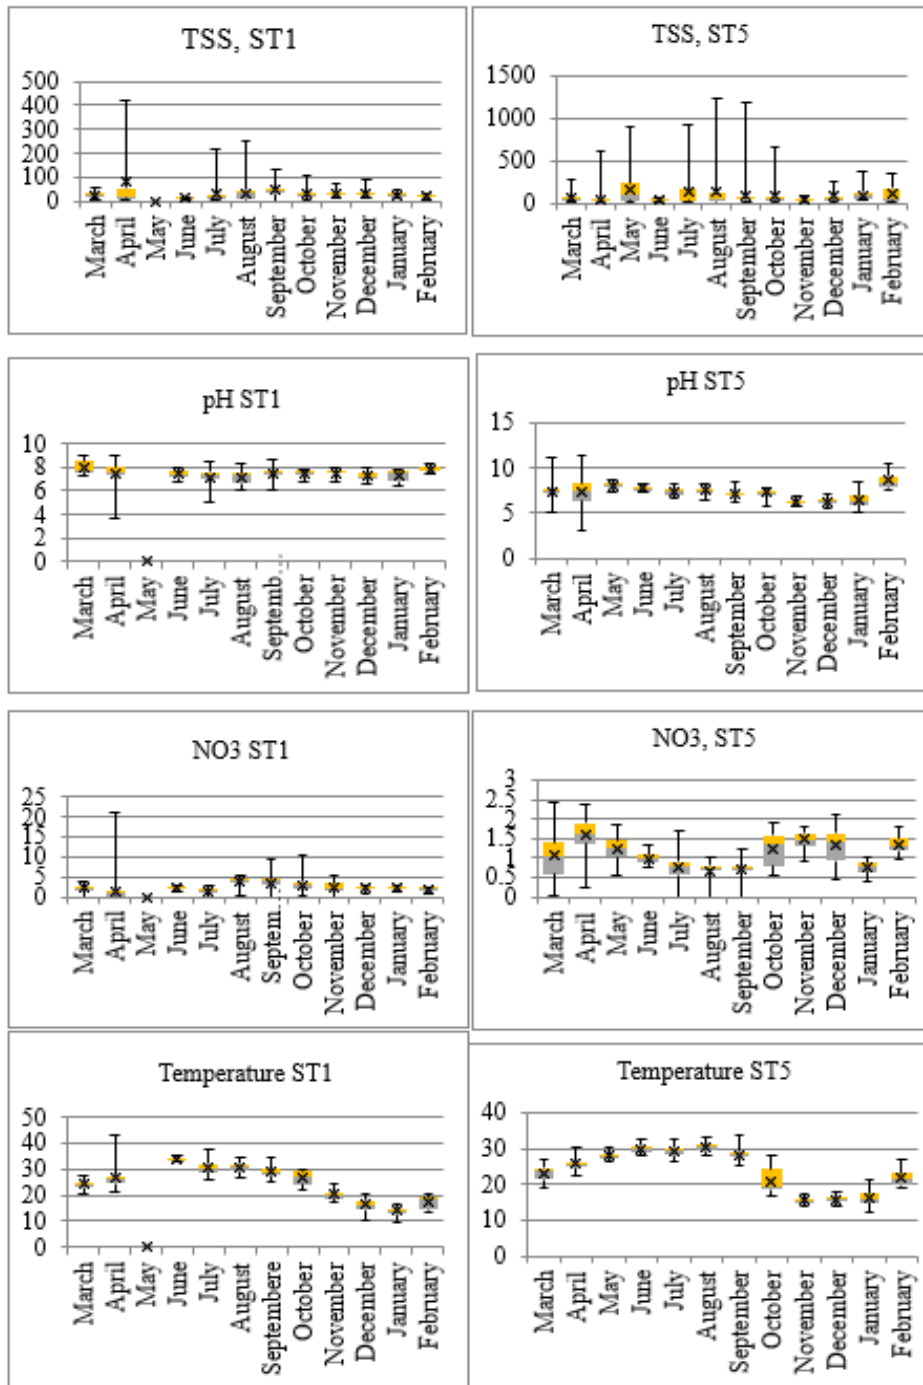 TSS, ST1
500
400
300
200
100
0
March April May June July August September October November December January February
TSS, ST5
1500
1000
500
0
March April May June July August September October November December January February
pH ST1
10
8
6
4
2
0
March April May June July August Septemb... October November December January February
pH ST5
15
10
5
0
March April May June July August September October November December January February
NO3 ST1
25
20
15
10
5
0
March April May June July August Septem... October November December January February
NO3, ST5
3
2.5
2
1.5
1
0.5
0
March April May June July August September October November December January February
Temperature ST1
50
40
30
20
10
0
March April May June July August Septembere October November December January February
Temperature ST5
40
30
20
10
0
March April May June July August September October November December January February